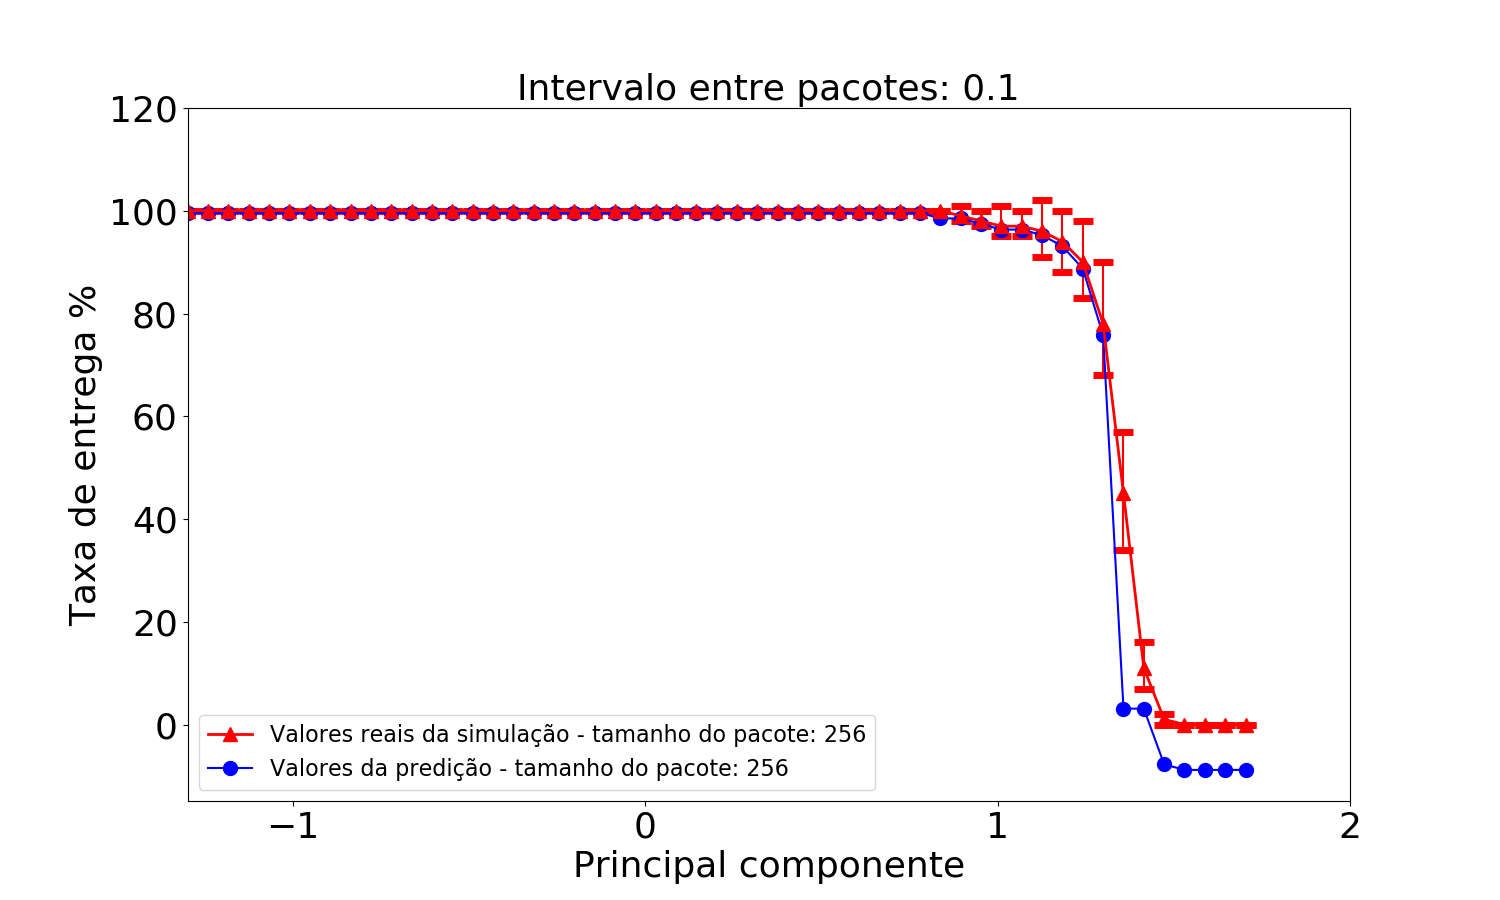 Intervalo entre pacotes: 0.1
120
100
80
60
40
20
0
Taxa de entrega %
Valores reais da simulação - tamanho do pacote: 256
Valores da predição - tamanho do pacote: 256
−1 0 1 2
Principal componente